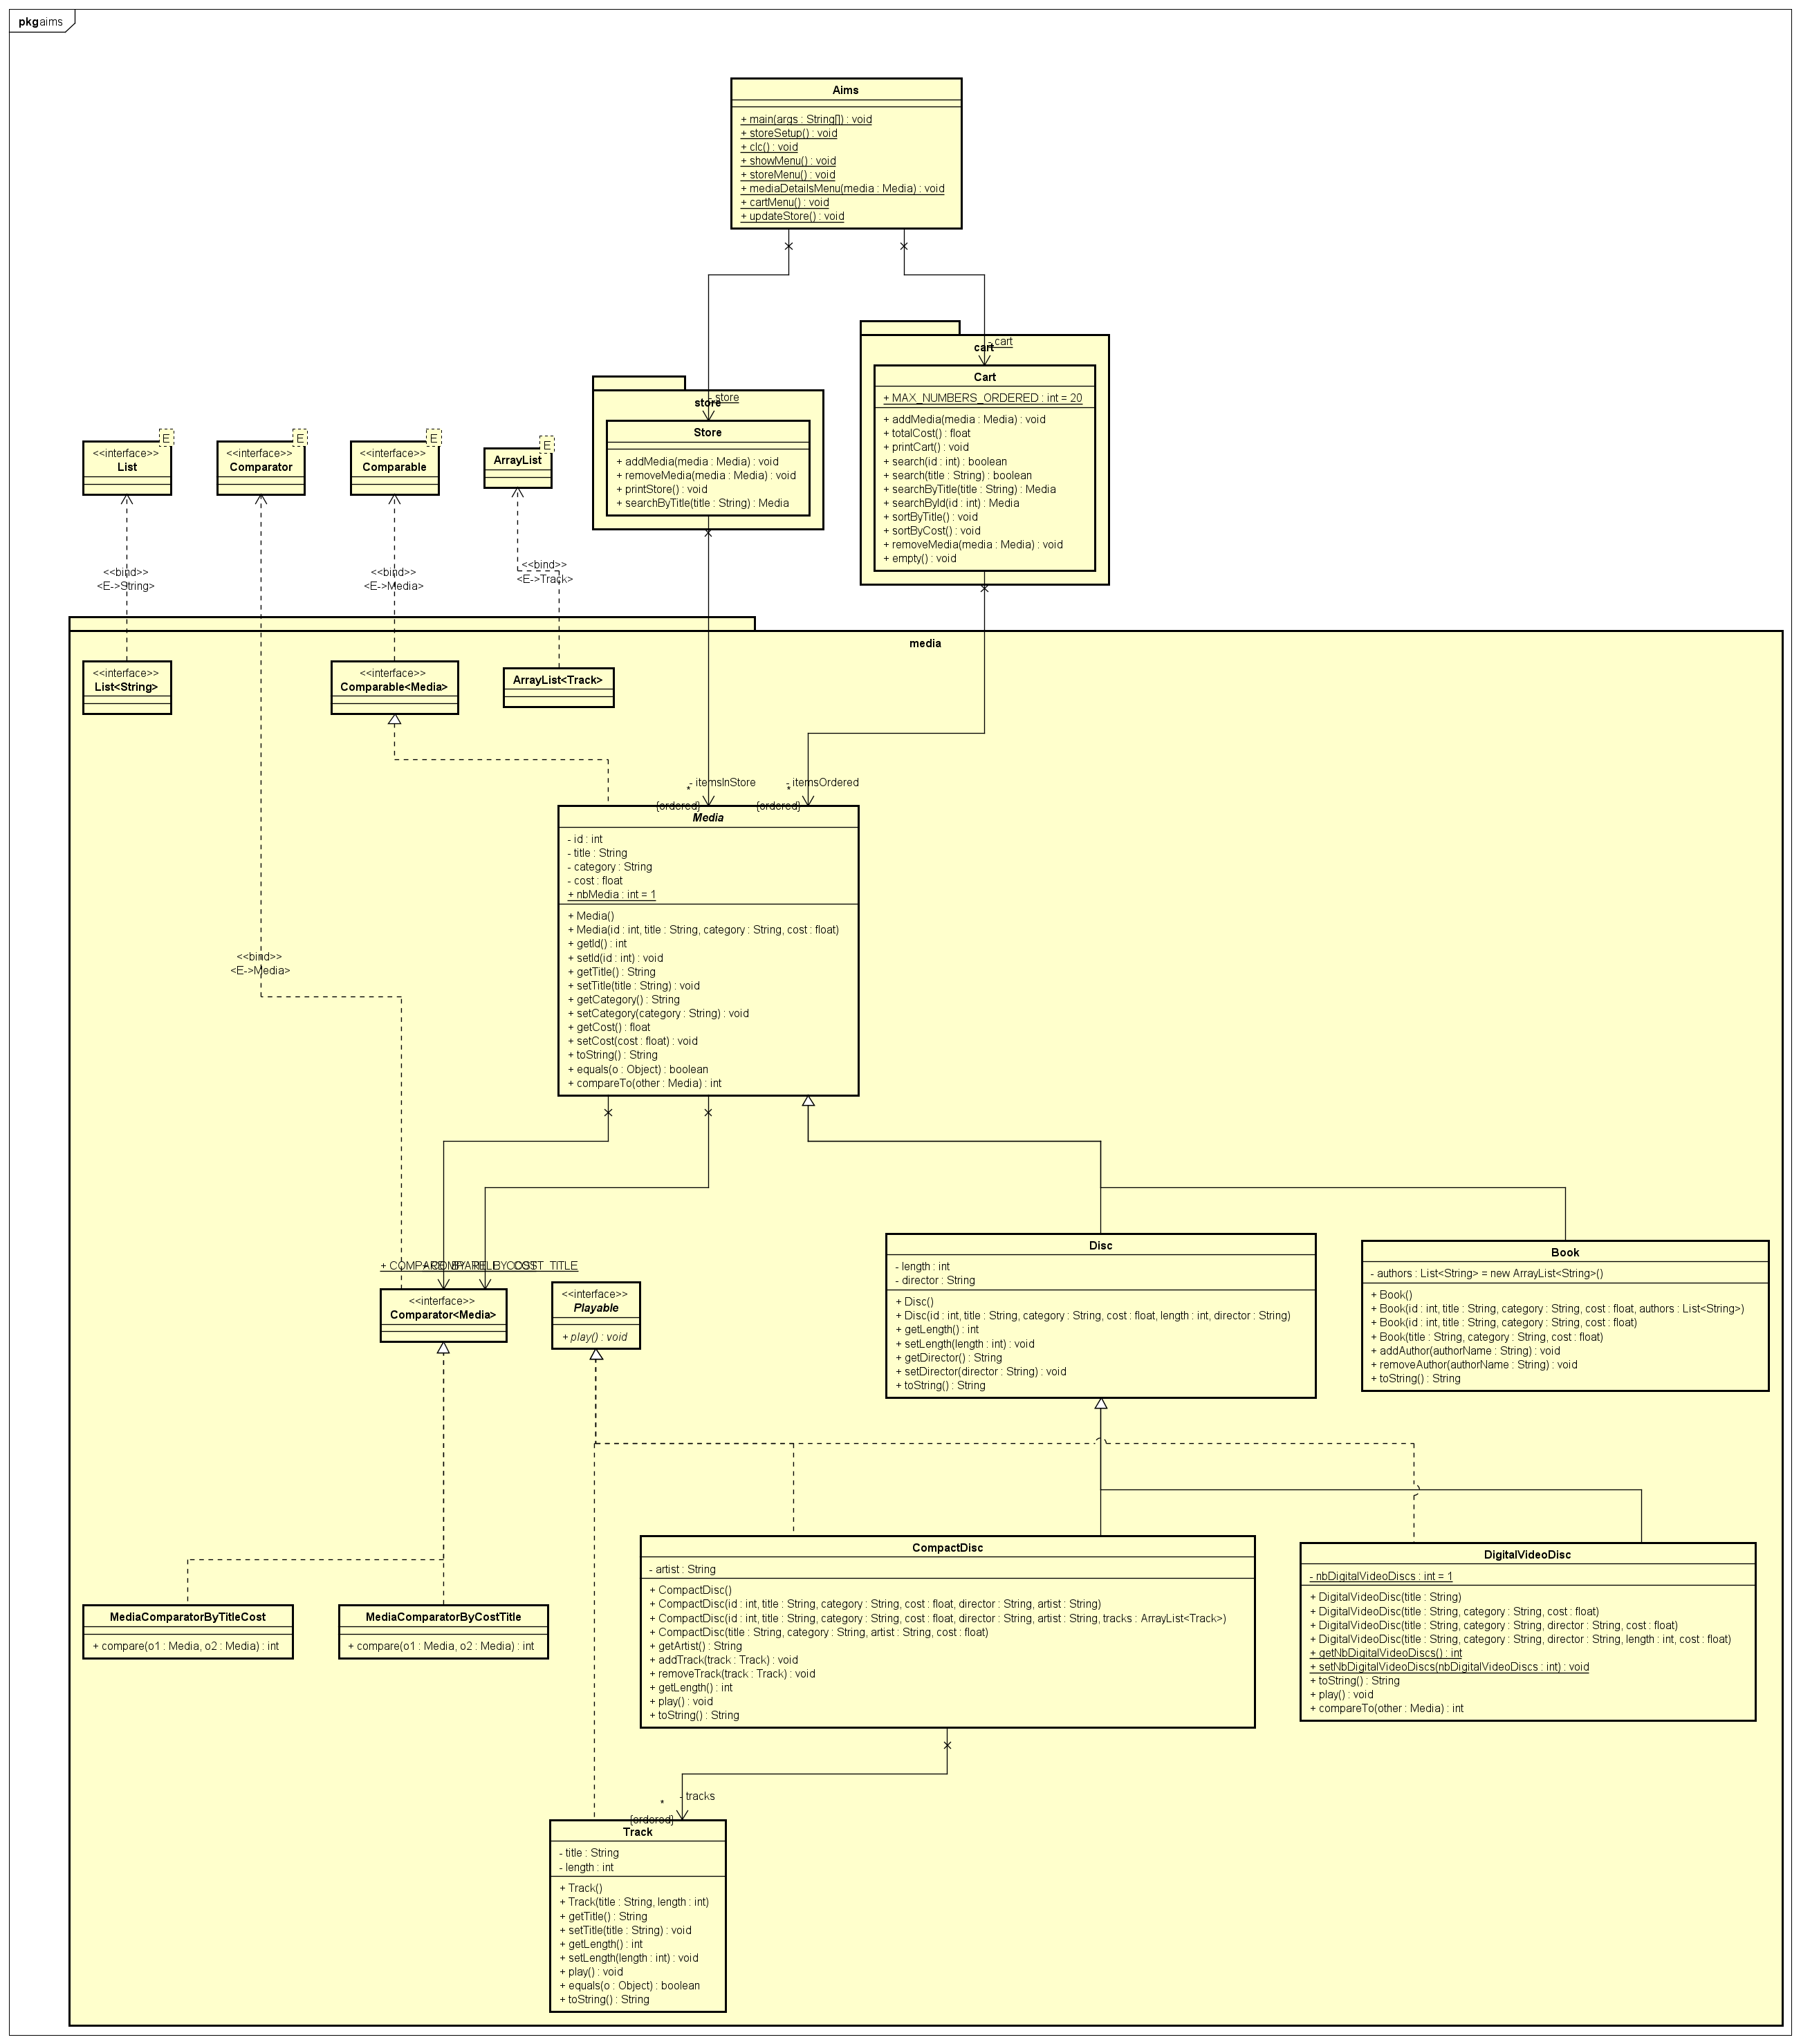 pkg aims
Aims
+ main(args : String[]) : void
+ storeSetup() : void
+ clc() : void
+ showMenu() : void
+ storeMenu() : void
+ mediaDetailsMenu(media : Media) : void
+ cartMenu() : void
+ updateStore() : void
- cart
cart
Cart
+ MAX_NUMBERS_ORDERED : int = 20
+ addMedia(media : Media) : void
+ totalCost() : float
+ printCart() : void
+ search(id : int) : boolean
+ search(title : String) : boolean
+ searchByTitle(title : String) : Media
+ searchById(id : int) : Media
+ sortByTitle() : void
+ sortByCost() : void
+ removeMedia(media : Media) : void
+ empty() : void
- store
store
Store
+ addMedia(media : Media) : void
+ removeMedia(media : Media) : void
+ printStore() : void
+ searchByTitle(title : String) : Media
E
<<interface>>
List
E
<<interface>>
Comparator
E
<<interface>>
Comparable
E
ArrayList
<<bind>>
<E->String>
<<bind>>
<E->Media>
<<bind>>
<E->Track>
media
<<interface>>
List<String>
<<interface>>
Comparable<Media>
ArrayList<Track>
- itemsInStore
*
{ordered}
- itemsOrdered
*
{ordered}
Media
- id : int
- title : String
- category : String
- cost : float
+ nbMedia : int = 1
+ Media()
+ Media(id : int, title : String, category : String, cost : float)
+ getId() : int
+ setId(id : int) : void
+ getTitle() : String
+ setTitle(title : String) : void
+ getCategory() : String
+ setCategory(category : String) : void
+ getCost() : float
+ setCost(cost : float) : void
+ toString() : String
+ equals(o : Object) : boolean
+ compareTo(other : Media) : int
<<bind>>
<E->Media>
<<interface>>
Comparator<Media>
<<interface>>
Playable
+ play() : void
Disc
- length : int
- director : String
+ Disc()
+ Disc(id : int, title : String, category : String, cost : float, length : int, director : String)
+ getLength() : int
+ setLength(length : int) : void
+ getDirector() : String
+ setDirector(director : String) : void
+ toString() : String
Book
- authors : List<String> = new ArrayList<String>()
+ Book()
+ Book(id : int, title : String, category : String, cost : float, authors : List<String>)
+ Book(id : int, title : String, category : String, cost : float)
+ Book(title : String, category : String, cost : float)
+ addAuthor(authorName : String) : void
+ removeAuthor(authorName : String) : void
+ toString() : String
MediaComparatorByTitleCost
+ compare(o1 : Media, o2 : Media) : int
MediaComparatorByCostTitle
+ compare(o1 : Media, o2 : Media) : int
CompactDisc
- artist : String
+ CompactDisc()
+ CompactDisc(id : int, title : String, category : String, cost : float, director : String, artist : String)
+ CompactDisc(id : int, title : String, category : String, cost : float, director : String, artist : String, tracks : ArrayList<Track>)
+ CompactDisc(title : String, category : String, artist : String, cost : float)
+ getArtist() : String
+ addTrack(track : Track) : void
+ removeTrack(track : Track) : void
+ getLength() : int
+ play() : void
+ toString() : String
DigitalVideoDisc
- nbDigitalVideoDiscs : int = 1
+ DigitalVideoDisc(title : String)
+ DigitalVideoDisc(title : String, category : String, cost : float)
+ DigitalVideoDisc(title : String, category : String, director : String, cost : float)
+ DigitalVideoDisc(title : String, category : String, director : String, length : int, cost : float)
+ getNbDigitalVideoDiscs() : int
+ setNbDigitalVideoDiscs(nbDigitalVideoDiscs : int) : void
+ toString() : String
+ play() : void
+ compareTo(other : Media) : int
- tracks
*
{ordered}
Track
- title : String
- length : int
+ Track()
+ Track(title : String, length : int)
+ getTitle() : String
+ setTitle(title : String) : void
+ getLength() : int
+ setLength(length : int) : void
+ play() : void
+ equals(o : Object) : boolean
+ toString() : String